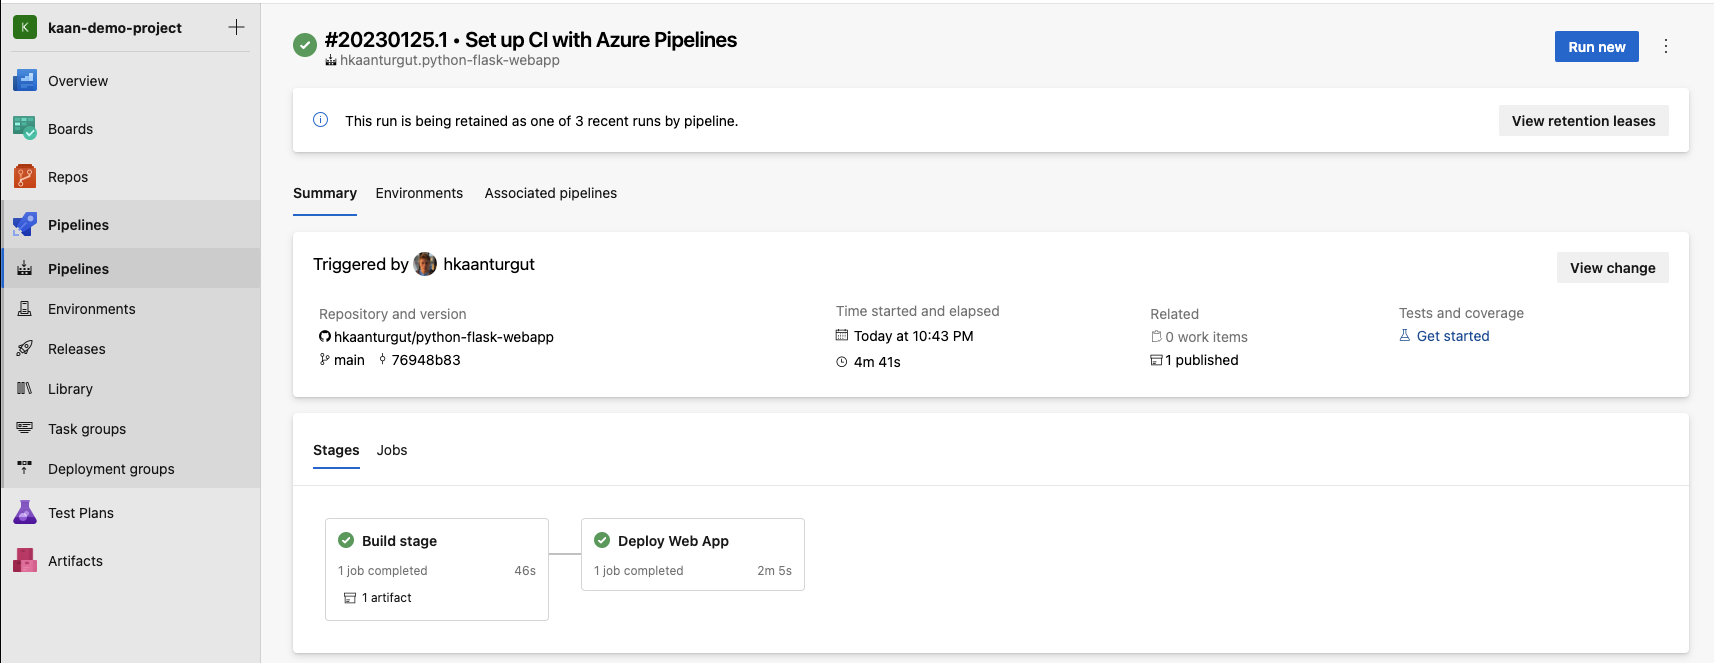 K kaan-demo-project
Overview
Boards
Repos
Pipelines
Pipelines
Environments
Releases
Library
Task groups
Deployment groups
Test Plans
Artifacts
#20230125.1 • Set up CI with Azure Pipelines
hkaanturgut.python-flask-webapp
Run new
This run is being retained as one of 3 recent runs by pipeline.
View retention leases
Summary Environments Associated pipelines
Triggered by hkaanturgut
View change
Repository and version
hkaanturgut/python-flask-webapp
main 76948b83
Time started and elapsed
Today at 10:43 PM
4m 41s
Related
0 work items
1 published
Tests and coverage
Get started
Stages Jobs
Build stage
1 job completed 46s
1 artifact
Deploy Web App
1 job completed 2m 5s